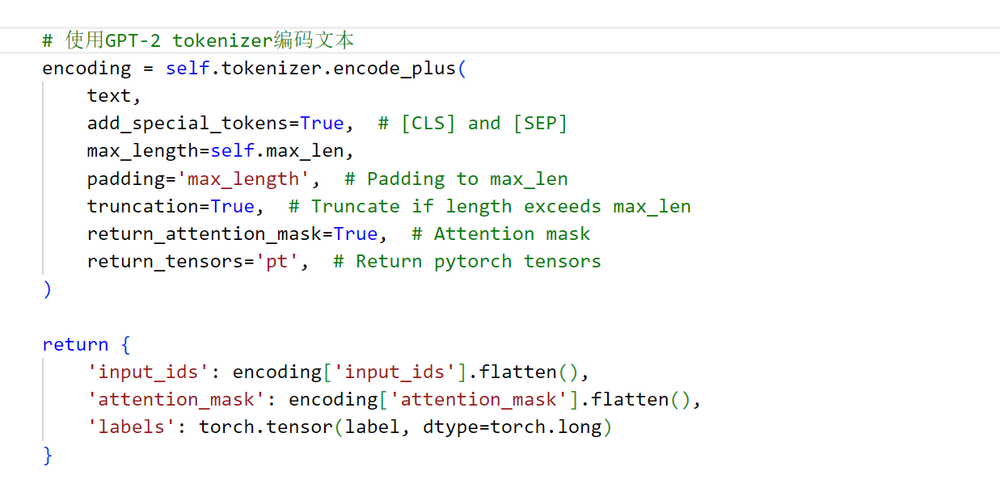 # 使用GPT-2 tokenizer编码文本
encoding = self.tokenizer.encode_plus(
    text,
    add_special_tokens=True,  # [CLS] and [SEP]
    max_length=self.max_len,
    padding='max_length',  # Padding to max_len
    truncation=True,  # Truncate if length exceeds max_len
    return_attention_mask=True,  # Attention mask
    return_tensors='pt',  # Return pytorch tensors
)
return {
    'input_ids': encoding['input_ids'].flatten(),
    'attention_mask': encoding['attention_mask'].flatten(),
    'labels': torch.tensor(label, dtype=torch.long)
}